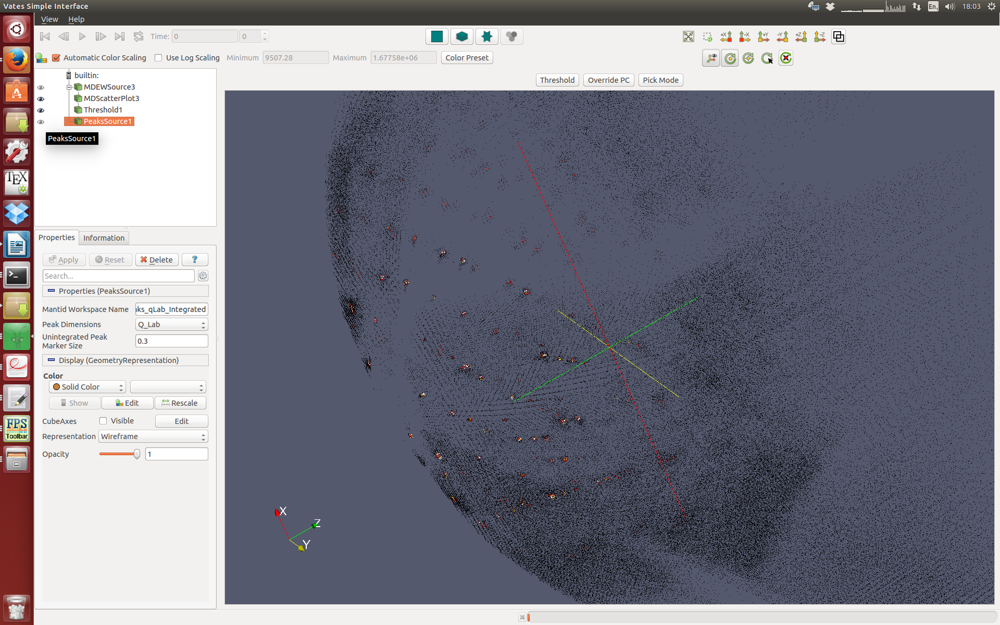 Vates Simple Interface
En1
18:03
View Help
Time: 0 0
+X -X +Y -Y +Z -Z
Automatic Color Scaling Use Log Scaling Minimum 9507.28 Maximum 1.67758e+06 Color Preset
Threshold Override PC Pick Mode
builtin:
MDEWSource3
MDScatterPlot3
Threshold1
PeaksSource1
PeaksSource1
Properties Information
Apply Reset Delete ?
Search...
Properties (PeaksSource1)
Mantid Workspace Name ks_qLab_Integrated
Peak Dimensions Q_Lab
Unintegrated Peak
Marker Size 0.3
Display (GeometryRepresentation)
Color
Solid Color
Show Edit Rescale
CubeAxes Visible Edit
Representation Wireframe
Opacity 1
TEX
FPS
Toolbar
X
Z
Y